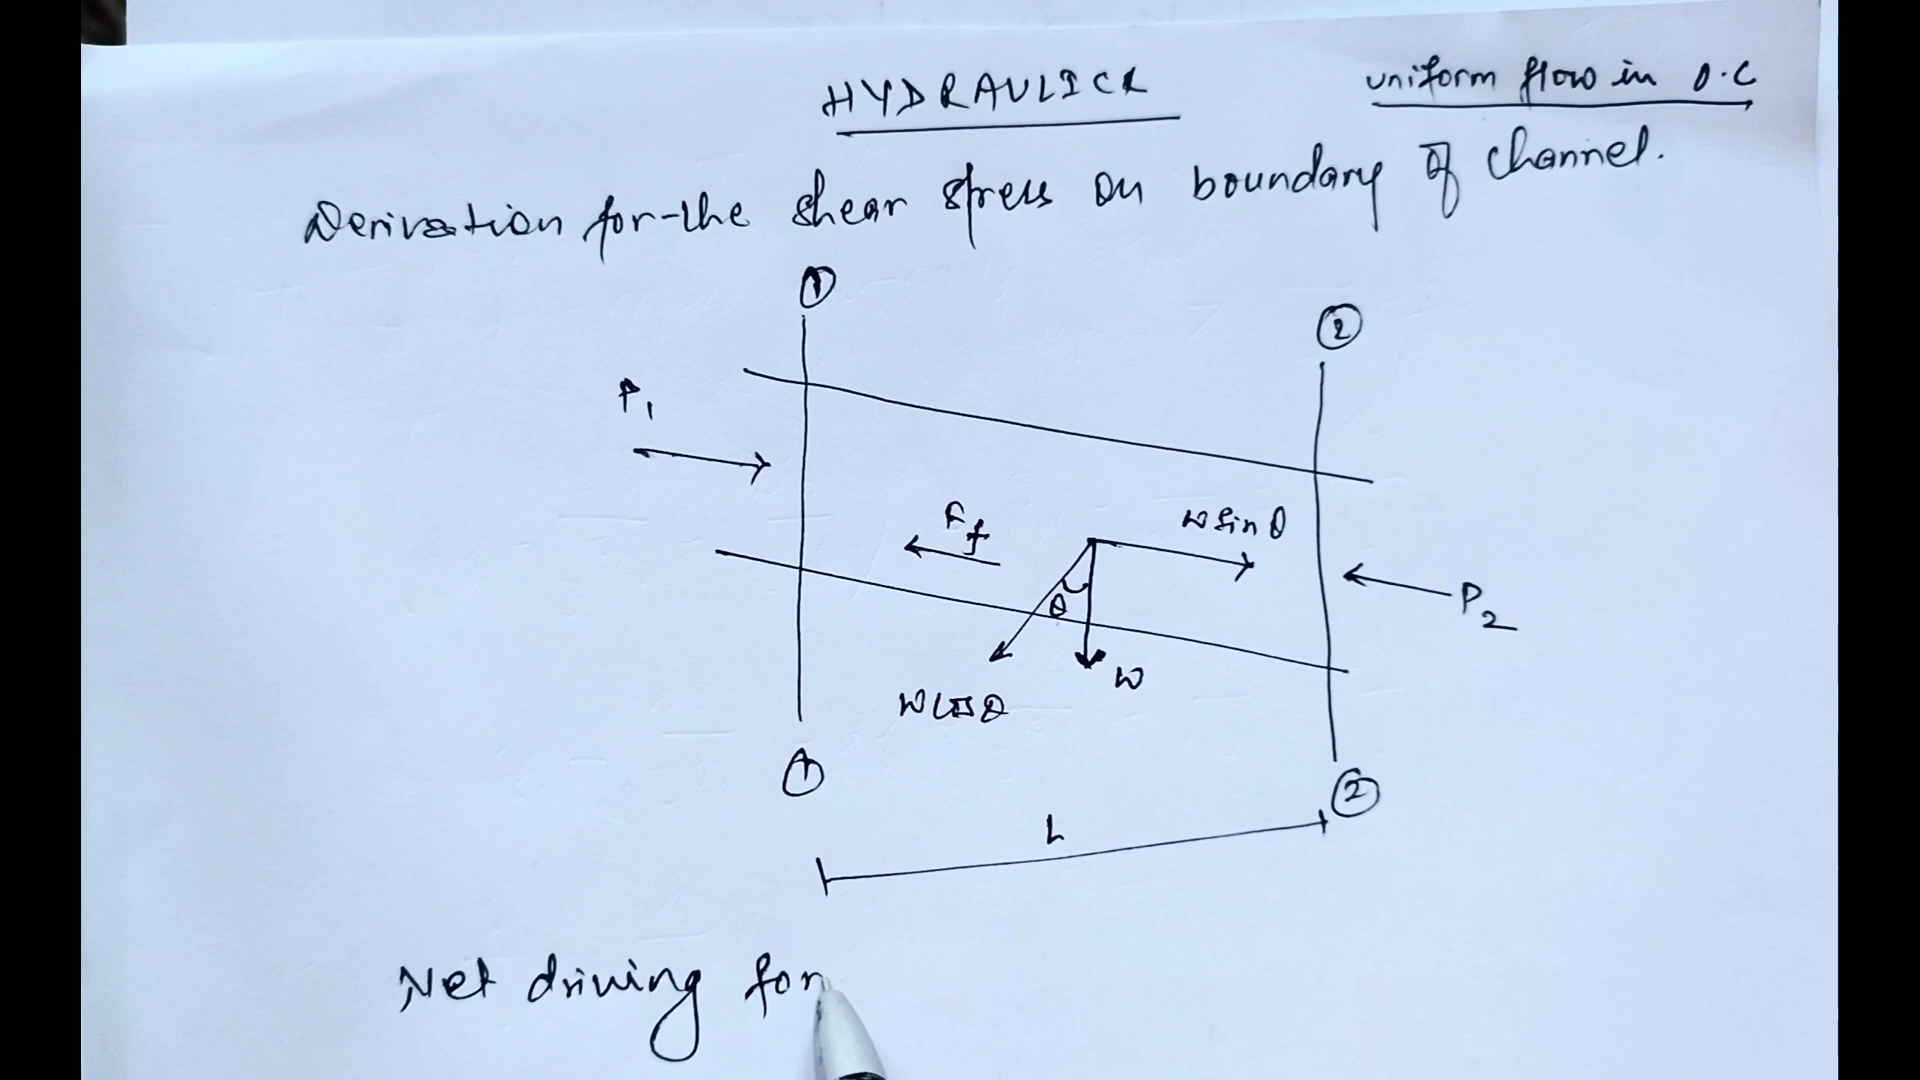 HYDRAULICS
uniform flow in O.C
Derivation for the shear stress on boundary of channel.
1
2
P1
Ff
W sin θ
θ
P2
W
W cos θ
1
2
L
Net driving for